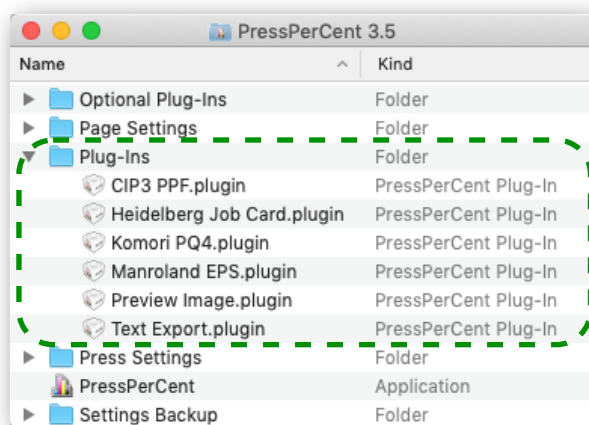 PressPerCent 3.5
Name Kind
Optional Plug-Ins Folder
Page Settings Folder
Plug-Ins Folder
CIP3 PPF.plugin PressPerCent Plug-In
Heidelberg Job Card.plugin PressPerCent Plug-In
Komori PQ4.plugin PressPerCent Plug-In
Manroland EPS.plugin PressPerCent Plug-In
Preview Image.plugin PressPerCent Plug-In
Text Export.plugin PressPerCent Plug-In
Press Settings Folder
PressPerCent Application
Settings Backup Folder